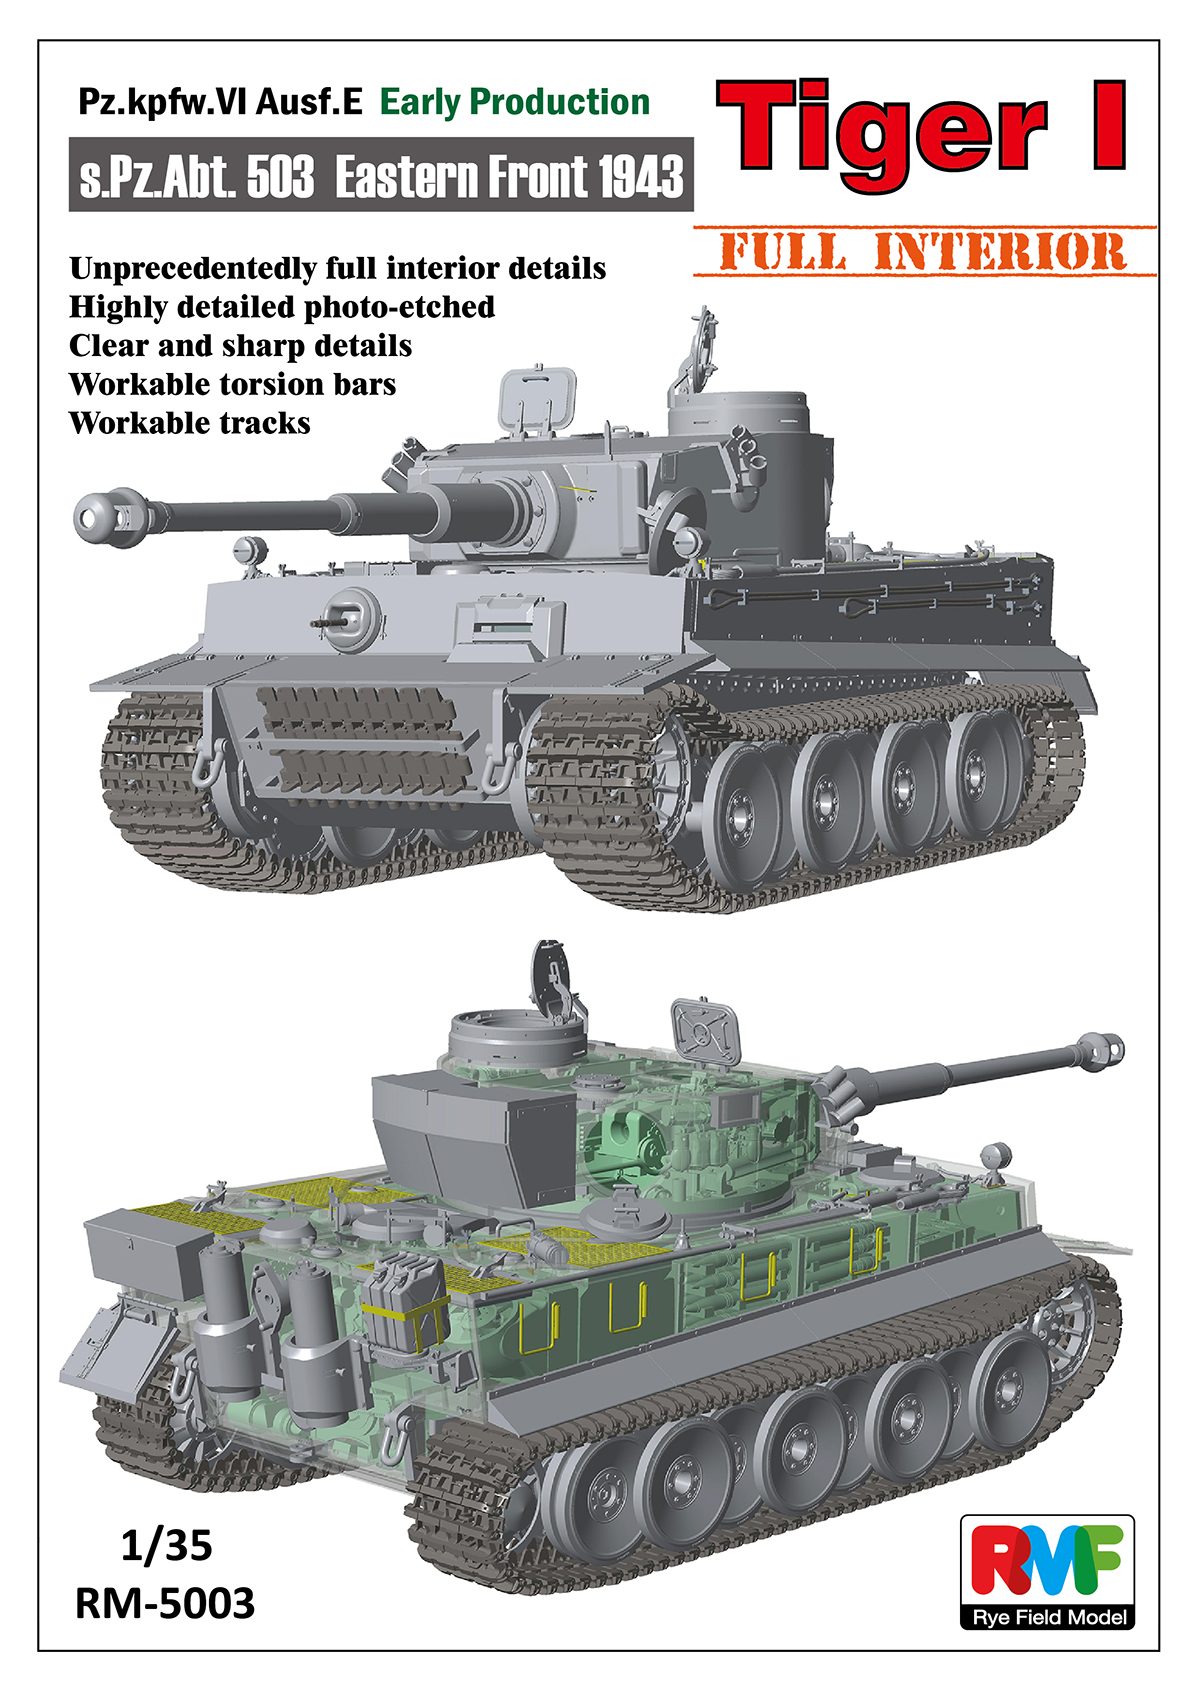 Pz.kpfw.VI Ausf.E Early Production
Tiger I
s.Pz.Abt. 503 Eastern Front 1943
FULL INTERIOR
Unprecedentedly full interior details
Highly detailed photo-etched
Clear and sharp details
Workable torsion bars
Workable tracks
1/35
RM-5003
RMF
Rye Field Model